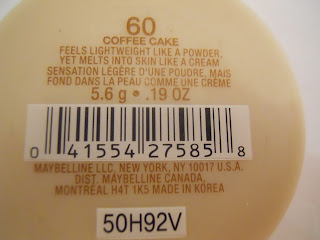 60
COFFEE CAKE
FEELS LIGHTWEIGHT LIKE A POWDER,
YET MELTS INTO SKIN LIKE A CREAM
SENSATION LÉGÈRE D'UNE POUDRE, MAIS
FOND DANS LA PEAU COMME UNE CRÈME
5.6 g • .19 OZ
0 41554 27585 8
MAYBELLINE LLC, NEW YORK, NY 10017 U.S.A.
DIST. MAYBELLINE CANADA,
MONTREAL H4T 1K5 MADE IN KOREA
50H92V